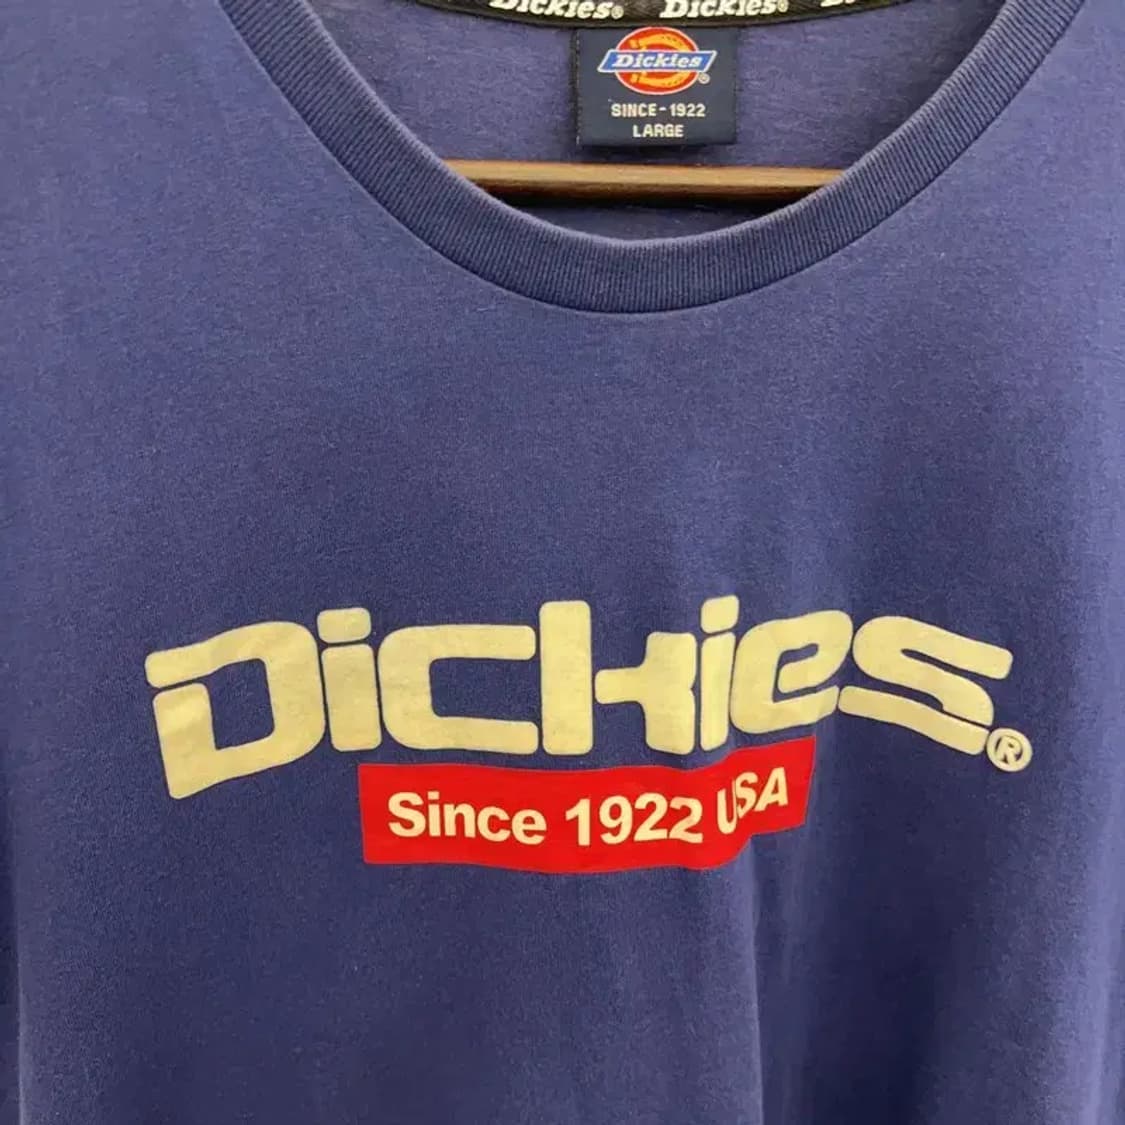 Dickies® Dickies®
Dickies®
SINCE-1922
LARGE
Dickies®
Since 1922 USA